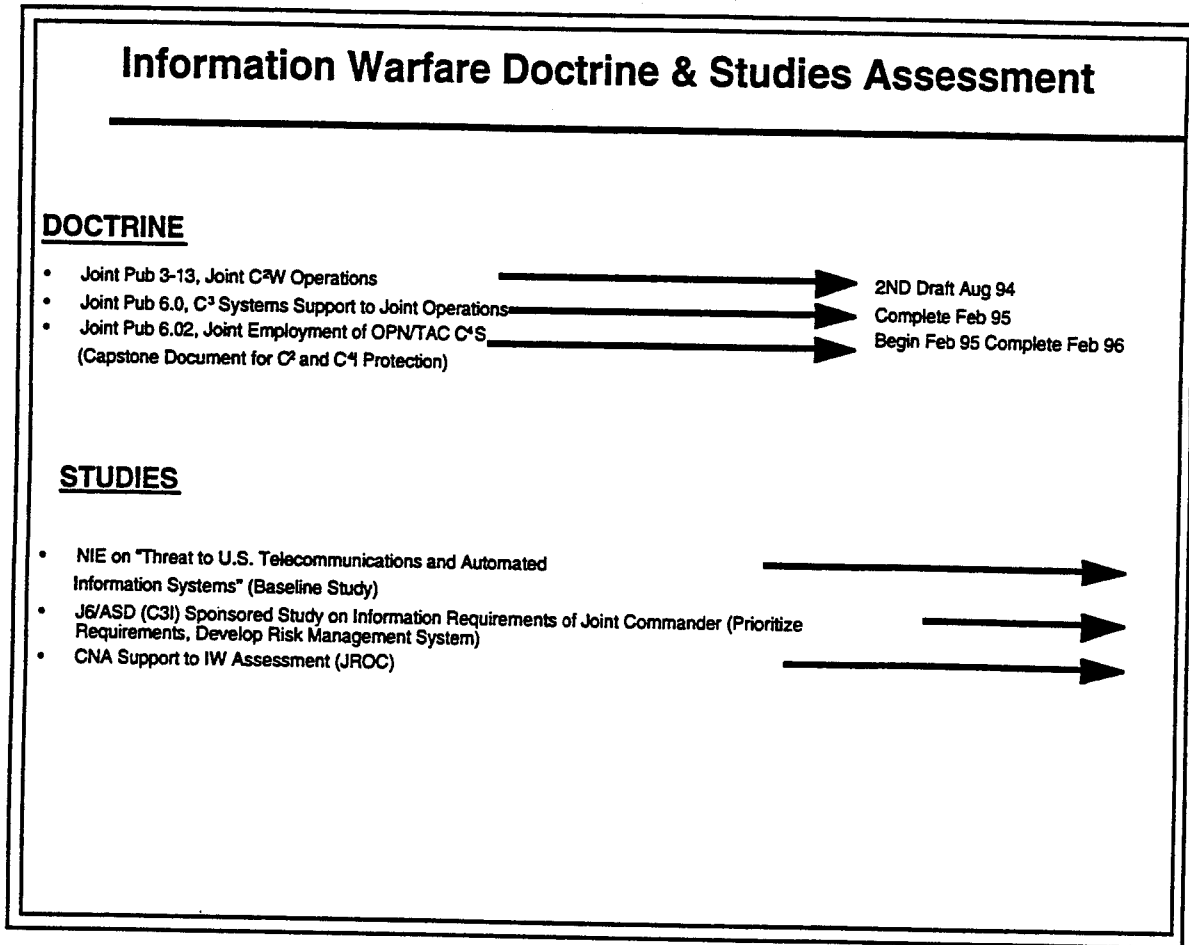 Information Warfare Doctrine & Studies Assessment
DOCTRINE
• Joint Pub 3-13, Joint C²W Operations
2ND Draft Aug 94
• Joint Pub 6.0, C³ Systems Support to Joint Operations
Complete Feb 95
• Joint Pub 6.02, Joint Employment of OPN/TAC C⁴S
Begin Feb 95 Complete Feb 96
(Capstone Document for C² and C⁴I Protection)
STUDIES
• NIE on "Threat to U.S. Telecommunications and Automated
Information Systems" (Baseline Study)
• J6/ASD (C3I) Sponsored Study on Information Requirements of Joint Commander (Prioritize
Requirements, Develop Risk Management System)
• CNA Support to IW Assessment (JROC)